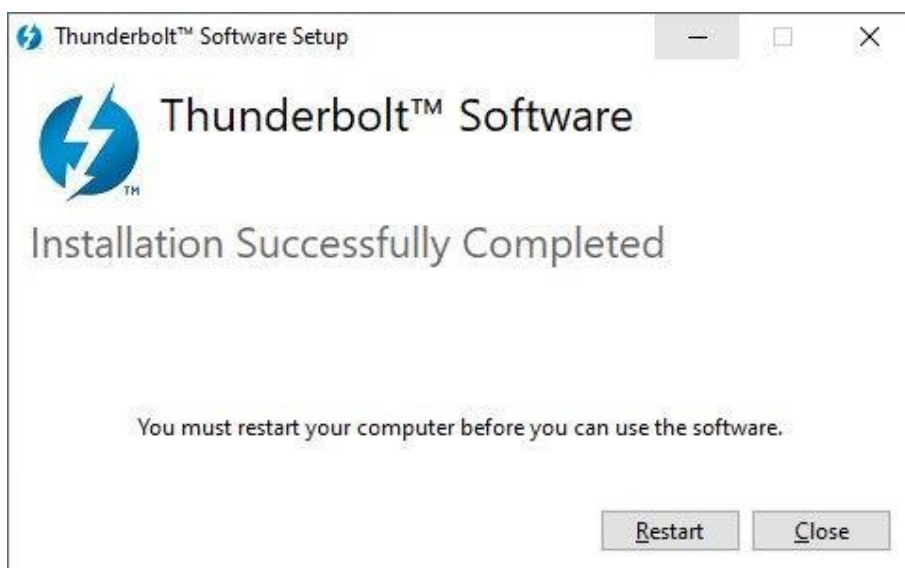 Thunderbolt™ Software Setup
Thunderbolt™ Software
TM
Installation Successfully Completed
You must restart your computer before you can use the software.
Restart Close